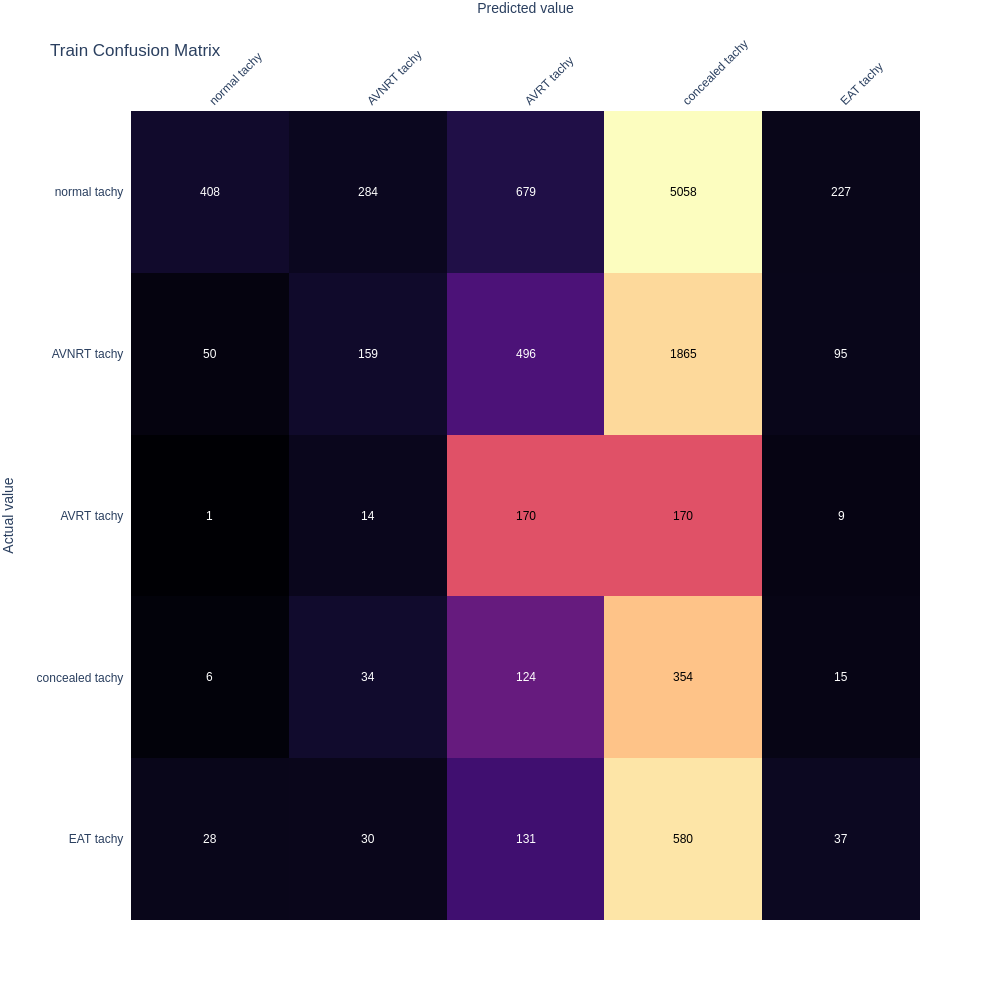 Predicted value
Train Confusion Matrix
normal tachy AVNRT tachy AVRT tachy concealed tachy EAT tachy
normal tachy 408 284 679 5058 227
AVNRT tachy 50 159 496 1865 95
Actual value
AVRT tachy 1 14 170 170 9
concealed tachy 6 34 124 354 15
EAT tachy 28 30 131 580 37